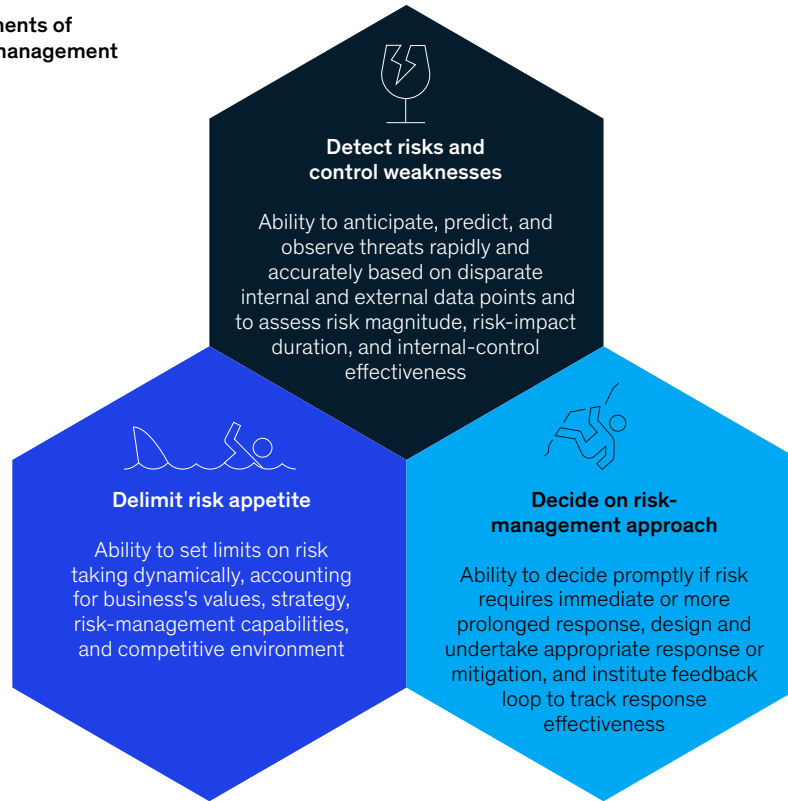 ments of
management
Detect risks and
control weaknesses
Ability to anticipate, predict, and
observe threats rapidly and
accurately based on disparate
internal and external data points and
to assess risk magnitude, risk-impact
duration, and internal-control
effectiveness
Delimit risk appetite
Ability to set limits on risk
taking dynamically, accounting
for business's values, strategy,
risk-management capabilities,
and competitive environment
Decide on risk-
management approach
Ability to decide promptly if risk
requires immediate or more
prolonged response, design and
undertake appropriate response or
mitigation, and institute feedback
loop to track response
effectiveness